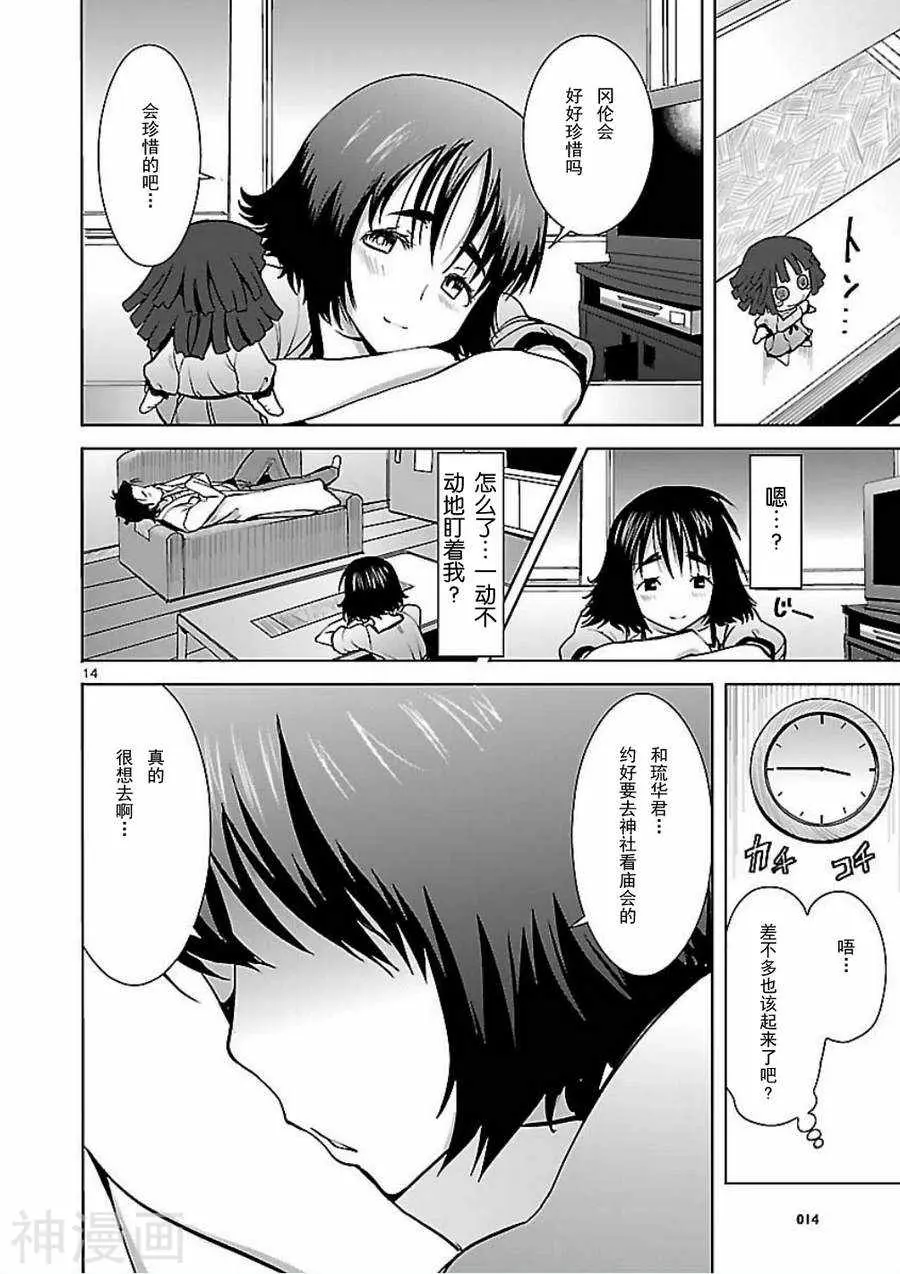 トン…
冈伦会
好好珍惜吗
会珍惜的吧…
嗯…?
じ〜
怎么了…一动不
动地盯着我?
14
カチ
コチ
唔…
差不多也该起来了吧?
和琉华君
约好要去神社看庙会的
真的
很想去啊…
014
神漫画